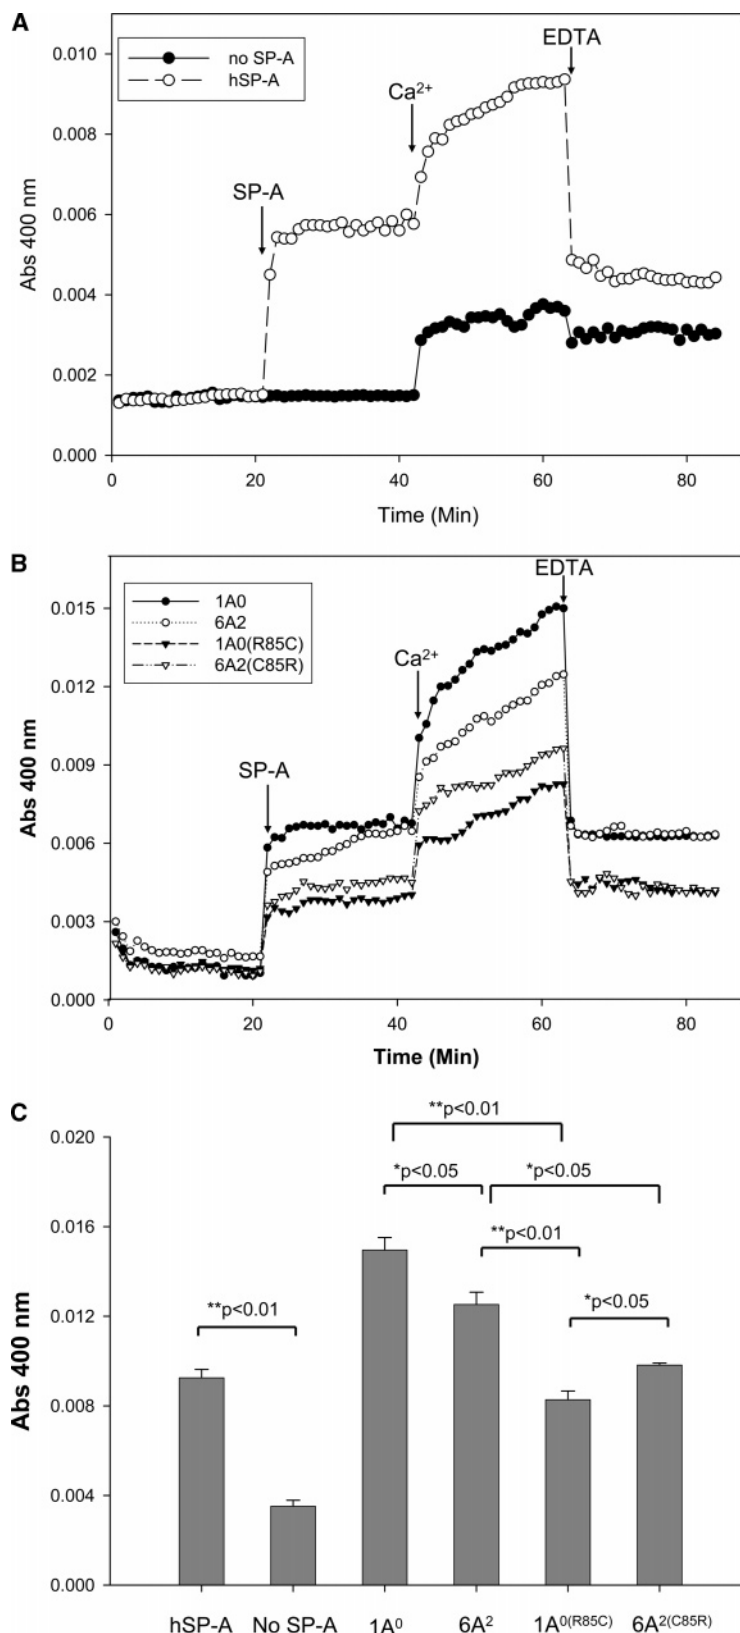 A
0.010
0.008
0.006
0.004
0.002
0.000
Abs 400 nm
no SP-A
hSP-A
SP-A
Ca²⁺
EDTA
0
20
40
60
80
Time (Min)
B
0.015
0.012
0.009
0.006
0.003
0.000
Abs 400 nm
1A0
6A2
1A0(R85C)
6A2(C85R)
SP-A
Ca²⁺
EDTA
0
20
40
60
80
Time (Min)
C
0.020
0.016
0.012
0.008
0.004
0.000
Abs 400 nm
**p<0.01
*p<0.05
*p<0.05
**p<0.01
*p<0.05
**p<0.01
hSP-A No SP-A 1A⁰ 6A² 1A⁰⁽ᴿ⁸⁵ᶜ⁾ 6A²⁽ᶜ⁸⁵ᴿ⁾